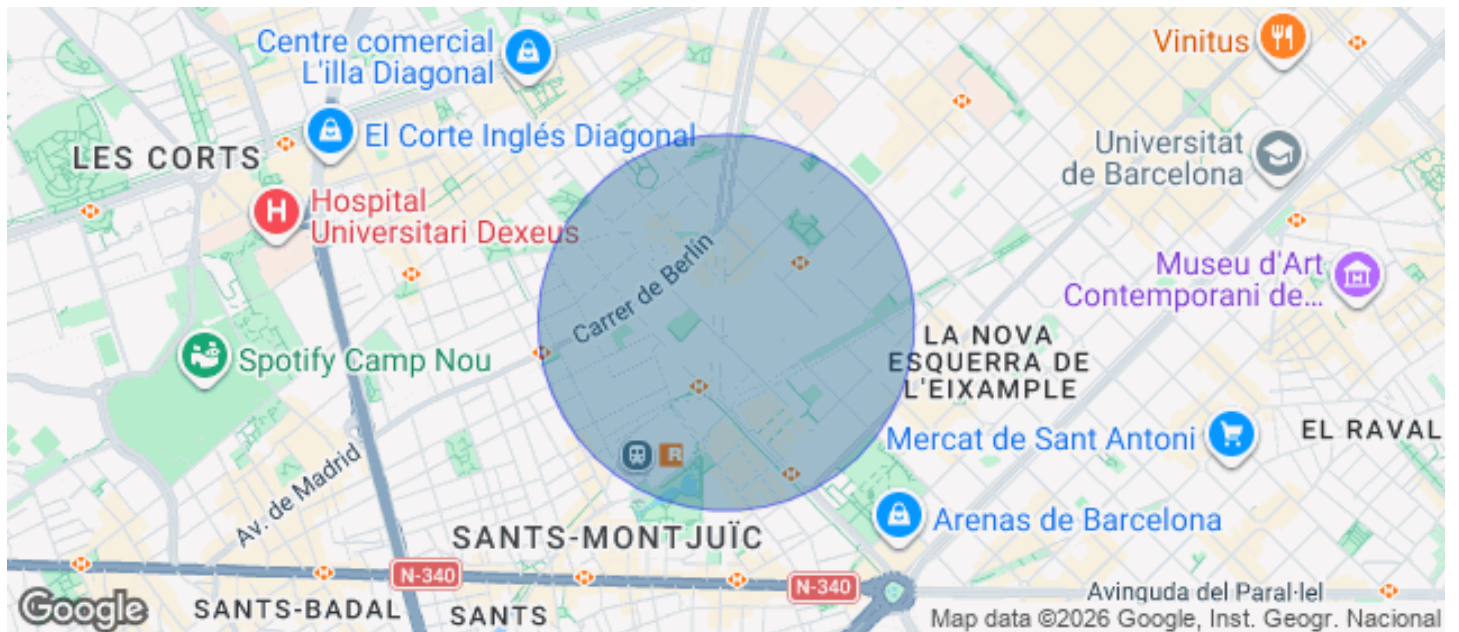 Centre comercial
L'illa Diagonal
Vinitus
El Corte Inglés Diagonal
LES CORTS
Universitat
de Barcelona
H
Hospital
Universitari Dexeus
Carrer de Berlín
Museu d'Art
Contemporani de...
Spotify Camp Nou
LA NOVA
ESQUERRA DE
L'EIXAMPLE
Mercat de Sant Antoni
EL RAVAL
R
Av. de Madrid
Arenas de Barcelona
SANTS-MONTJUÏC
N-340
N-340
Avinguda del Paral·lel
Google
SANTS-BADAL
SANTS
Map data ©2026 Google, Inst. Geogr. Nacional